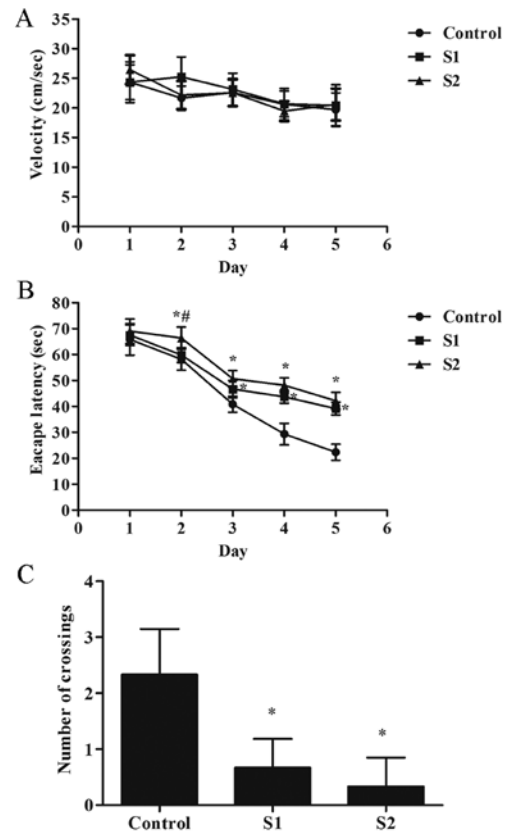 A
Velocity (cm/sec)
35
30
25
20
15
10
5
0
0 1 2 3 4 5 6
Day
Control
S1
S2
B
Eacape latency (sec)
80
70
60
50
40
30
20
10
0
*#
*
*
*
*
*
*
0 1 2 3 4 5 6
Day
Control
S1
S2
C
Number of crossings
4
3
2
1
0
*
*
Control S1 S2